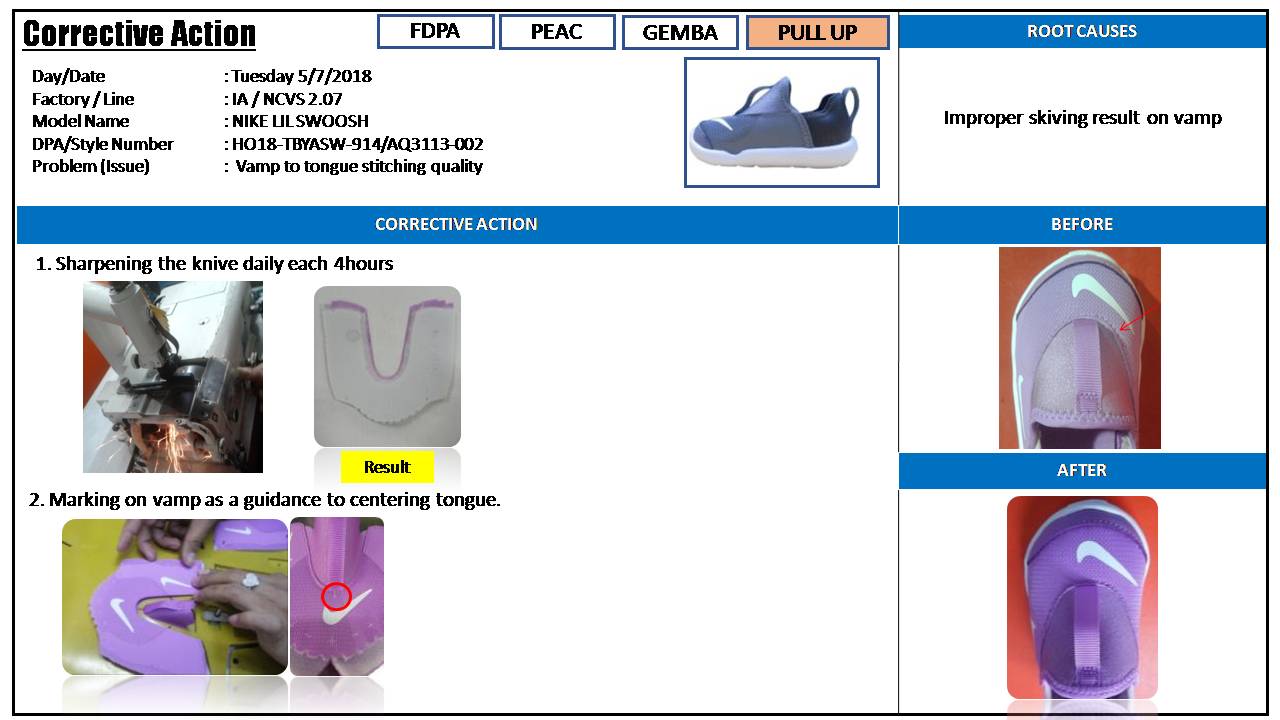 Corrective Action
FDPA
PEAC
GEMBA
PULL UP
ROOT CAUSES
Day/Date : Tuesday 5/7/2018
Factory / Line : IA / NCVS 2.07
Model Name : NIKE LIL SWOOSH
DPA/Style Number : HO18-TBYASW-914/AQ3113-002
Problem (Issue) : Vamp to tongue stitching quality
Improper skiving result on vamp
CORRECTIVE ACTION
BEFORE
1. Sharpening the knive daily each 4hours
Result
AFTER
2. Marking on vamp as a guidance to centering tongue.